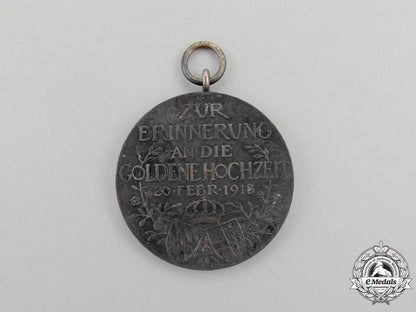 ZUR
ERINNERUNG
AN DIE
GOLDENE HOCHZEIT
20·FEBR·1918
eMedals